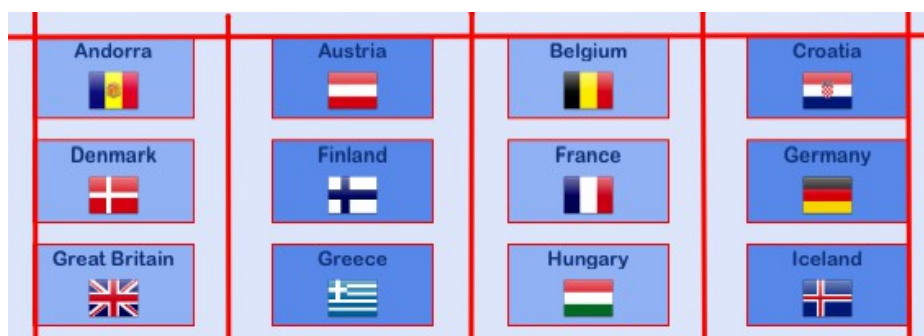 Andorra
Austria
Belgium
Croatia
Denmark
Finland
France
Germany
Great Britain
Greece
Hungary
Iceland